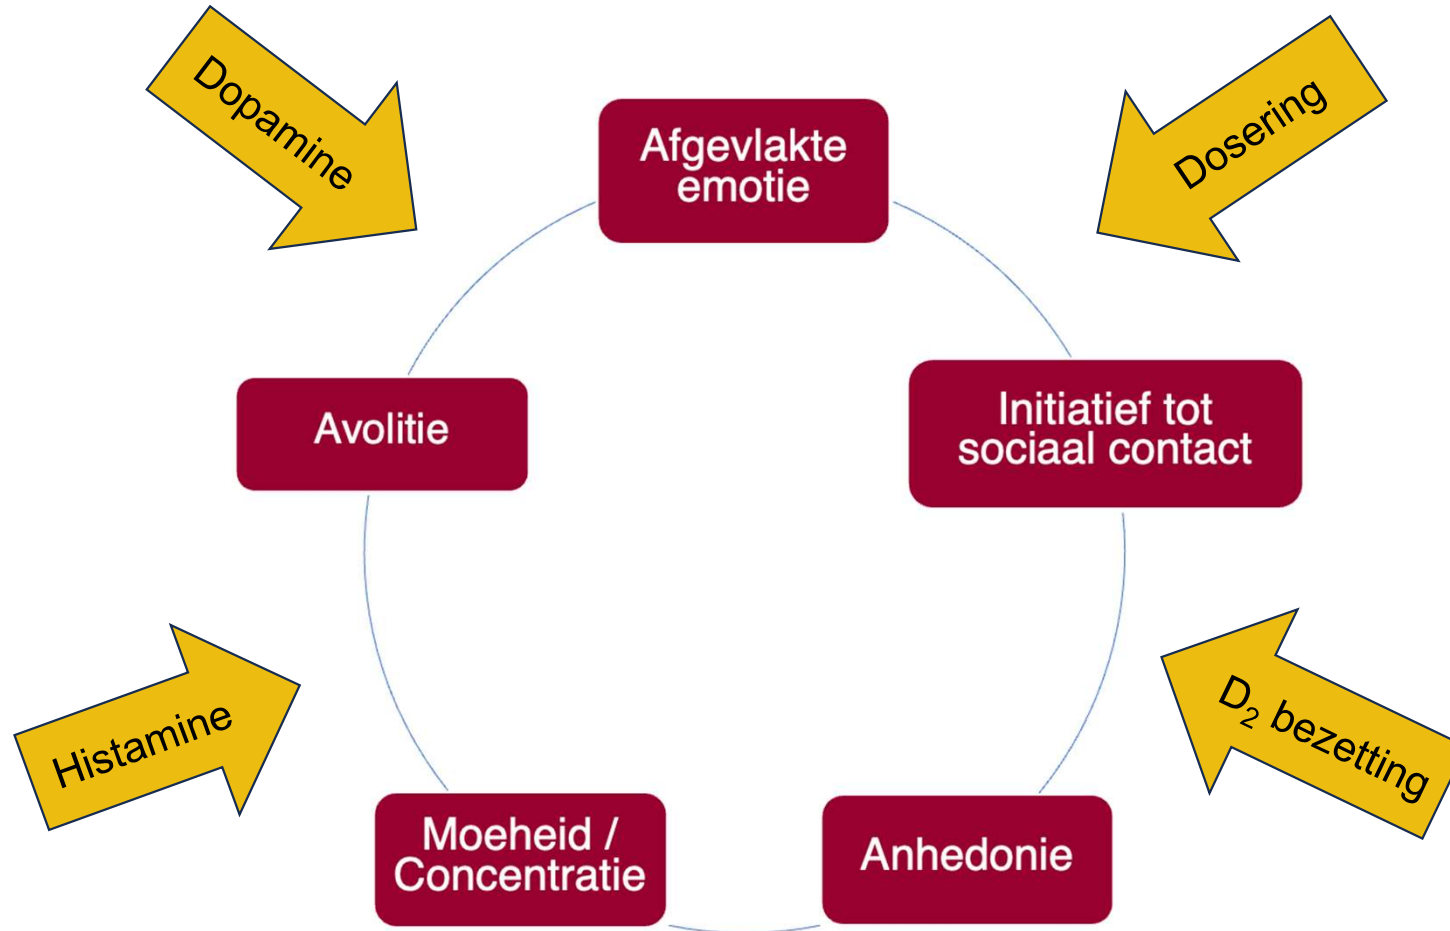 Dopamine
Dosering
Afgevlakte
emotie
Avolitie
Initiatief tot
sociaal contact
Histamine
D₂ bezetting
Moeheid /
Concentratie
Anhedonie